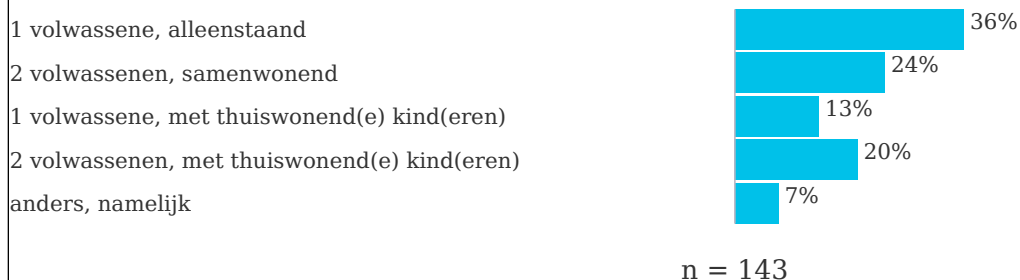 1 volwassene, alleenstaand 36%
2 volwassenen, samenwonend 24%
1 volwassene, met thuiswonend(e) kind(eren) 13%
2 volwassenen, met thuiswonend(e) kind(eren) 20%
anders, namelijk 7%
n = 143